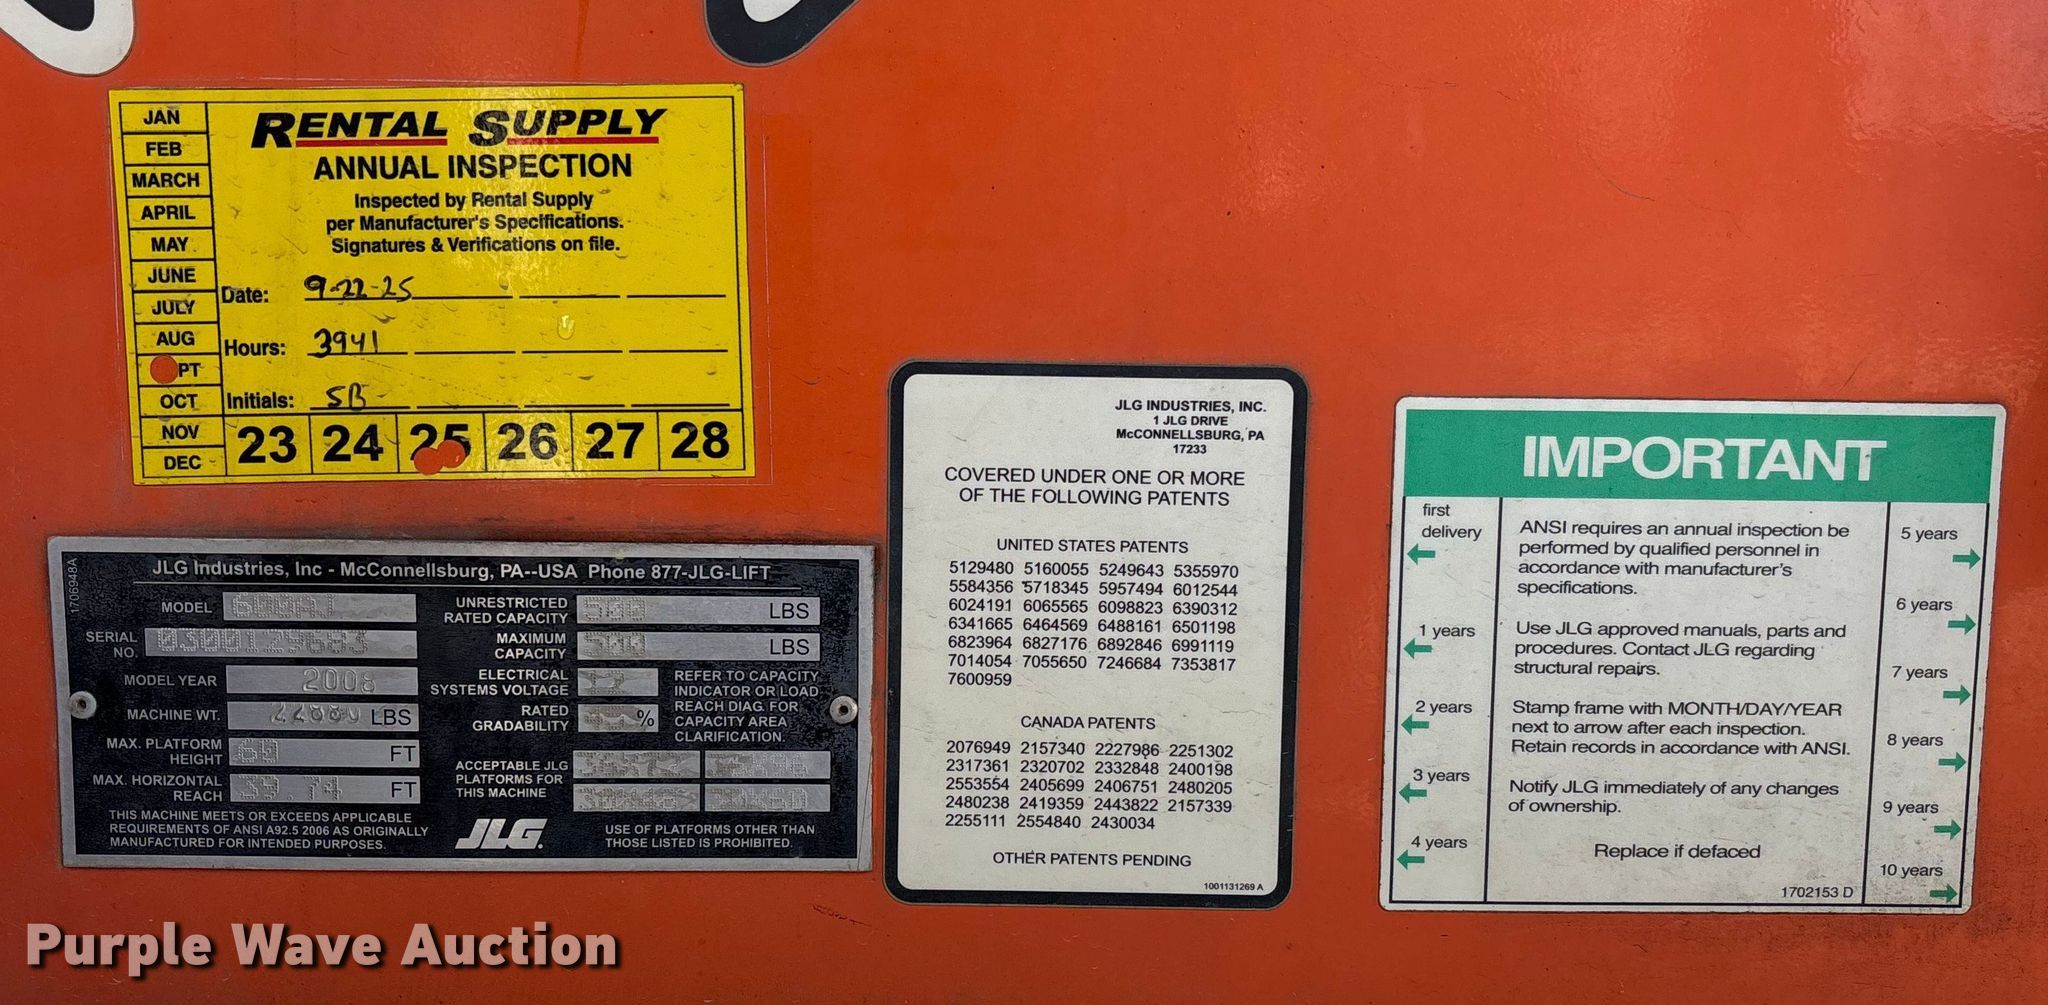 RENTAL SUPPLY
ANNUAL INSPECTION
Inspected by Rental Supply
per Manufacturer's Specifications.
Signatures & Verifications on file.
JAN
FEB
MARCH
APRIL
MAY
JUNE
JULY
AUG
PT
OCT
NOV
DEC
Date: 9-22-25
Hours: 3941
Initials: SB
23 24 25 26 27 28
1706948A
JLG Industries, Inc - McConnellsburg, PA--USA Phone 877-JLG-LIFT
MODEL 600AJ
SERIAL NO. 0300129683
MODEL YEAR 2008
MACHINE WT. LBS
MAX. PLATFORM HEIGHT 60 FT
MAX. HORIZONTAL REACH 39.74 FT
THIS MACHINE MEETS OR EXCEEDS APPLICABLE
REQUIREMENTS OF ANSI A92.5 2006 AS ORIGINALLY
MANUFACTURED FOR INTENDED PURPOSES.
UNRESTRICTED RATED CAPACITY 500 LBS
MAXIMUM CAPACITY 500 LBS
ELECTRICAL SYSTEMS VOLTAGE 12
RATED GRADABILITY %
REFER TO CAPACITY
INDICATOR OR LOAD
REACH DIAG. FOR
CAPACITY AREA
CLARIFICATION.
ACCEPTABLE JLG
PLATFORMS FOR
THIS MACHINE
JLG.
USE OF PLATFORMS OTHER THAN
THOSE LISTED IS PROHIBITED.
JLG INDUSTRIES, INC.
1 JLG DRIVE
McCONNELLSBURG, PA
17233
COVERED UNDER ONE OR MORE
OF THE FOLLOWING PATENTS
UNITED STATES PATENTS
5129480 5160055 5249643 5355970
5584356 5718345 5957494 6012544
6024191 6065565 6098823 6390312
6341665 6464569 6488161 6501198
6823964 6827176 6892846 6991119
7014054 7055650 7246684 7353817
7600959
CANADA PATENTS
2076949 2157340 2227986 2251302
2317361 2320702 2332848 2400198
2553554 2405699 2406751 2480205
2480238 2419359 2443822 2157339
2255111 2554840 2430034
OTHER PATENTS PENDING
1001131269 A
IMPORTANT
first
delivery
1 years
2 years
3 years
4 years
ANSI requires an annual inspection be
performed by qualified personnel in
accordance with manufacturer's
specifications.
Use JLG approved manuals, parts and
procedures. Contact JLG regarding
structural repairs.
Stamp frame with MONTH/DAY/YEAR
next to arrow after each inspection.
Retain records in accordance with ANSI.
Notify JLG immediately of any changes
of ownership.
Replace if defaced
1702153 D
5 years
6 years
7 years
8 years
9 years
10 years
Purple Wave Auction